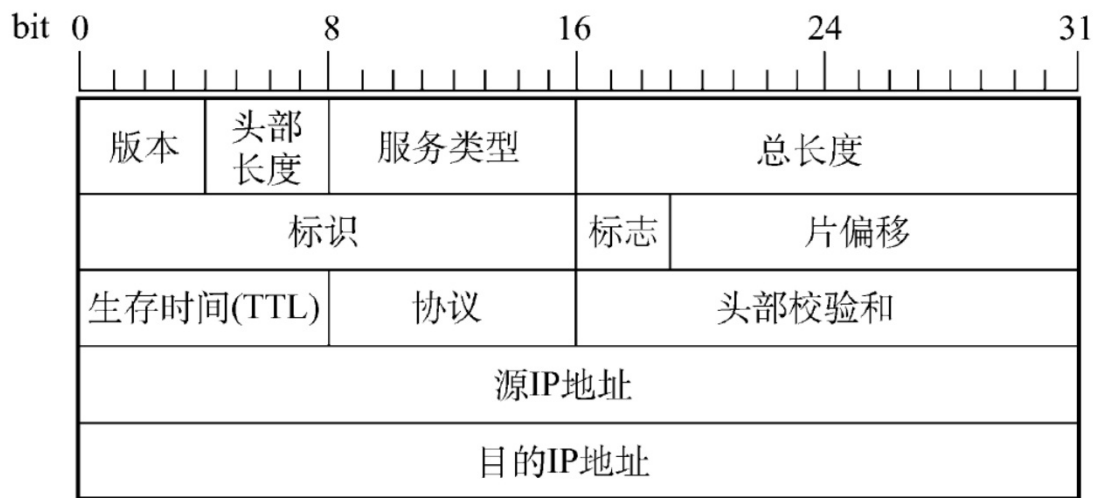 bit 0 8 16 24 31
版本 头部长度 服务类型 总长度
标识 标志 片偏移
生存时间(TTL) 协议 头部校验和
源IP地址
目的IP地址